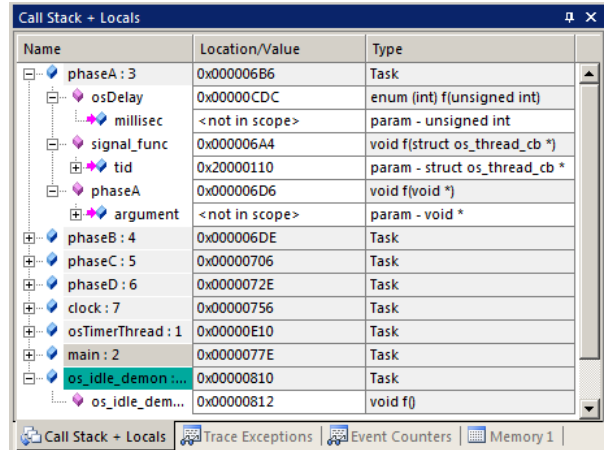 Call Stack + Locals
Name Location/Value Type
phaseA : 3 0x000006B6 Task
osDelay 0x00000CDC enum (int) f(unsigned int)
millisec <not in scope> param - unsigned int
signal_func 0x000006A4 void f(struct os_thread_cb *)
tid 0x20000110 param - struct os_thread_cb *
phaseA 0x000006D6 void f(void *)
argument <not in scope> param - void *
phaseB : 4 0x000006DE Task
phaseC : 5 0x00000706 Task
phaseD : 6 0x0000072E Task
clock : 7 0x00000756 Task
osTimerThread : 1 0x00000E10 Task
main : 2 0x0000077E Task
os_idle_demon :... 0x00000810 Task
os_idle_dem... 0x00000812 void f()
Call Stack + Locals Trace Exceptions Event Counters Memory 1